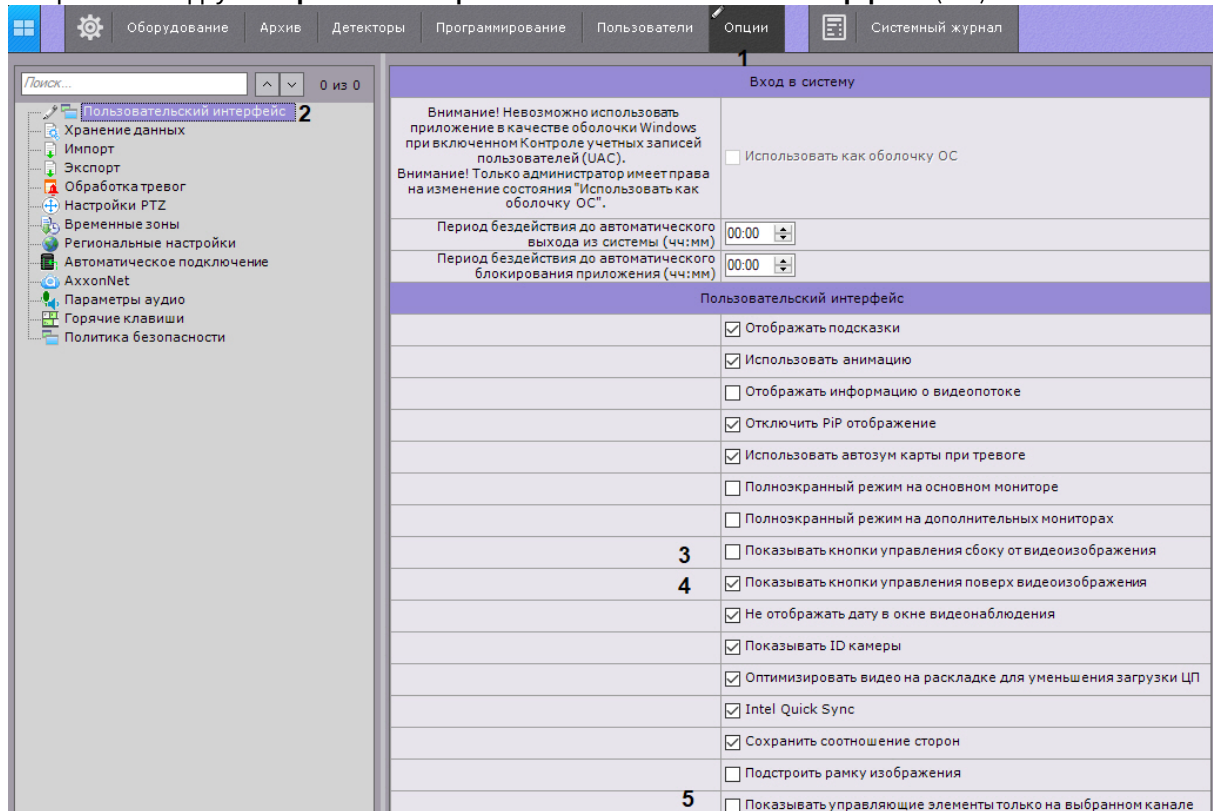 Оборудование Архив Детекторы Программирование Пользователи Опции Системный журнал
1
Поиск... 0 из 0
Пользовательский интерфейс 2
Хранение данных
Импорт
Экспорт
Обработка тревог
Настройки PTZ
Временные зоны
Региональные настройки
Автоматическое подключение
AxxonNet
Параметры аудио
Горячие клавиши
Политика безопасности
Вход в систему
Внимание! Невозможно использовать
приложение в качестве оболочки Windows
при включенном Контроле учетных записей
пользователей (UAC).
Внимание! Только администратор имеет права
на изменение состояния "Использовать как
оболочку ОС".
Использовать как оболочку ОС
Период бездействия до автоматического
выхода из системы (чч:мм)
00:00
Период бездействия до автоматического
блокирования приложения (чч:мм)
00:00
Пользовательский интерфейс
Отображать подсказки
Использовать анимацию
Отображать информацию о видеопотоке
Отключить PiP отображение
Использовать автозум карты при тревоге
Полноэкранный режим на основном мониторе
Полноэкранный режим на дополнительных мониторах
3 Показывать кнопки управления сбоку от видеоизображения
4 Показывать кнопки управления поверх видеоизображения
Не отображать дату в окне видеонаблюдения
Показывать ID камеры
Оптимизировать видео на раскладке для уменьшения загрузки ЦП
Intel Quick Sync
Сохранить соотношение сторон
Подстроить рамку изображения
5 Показывать управляющие элементы только на выбранном канале